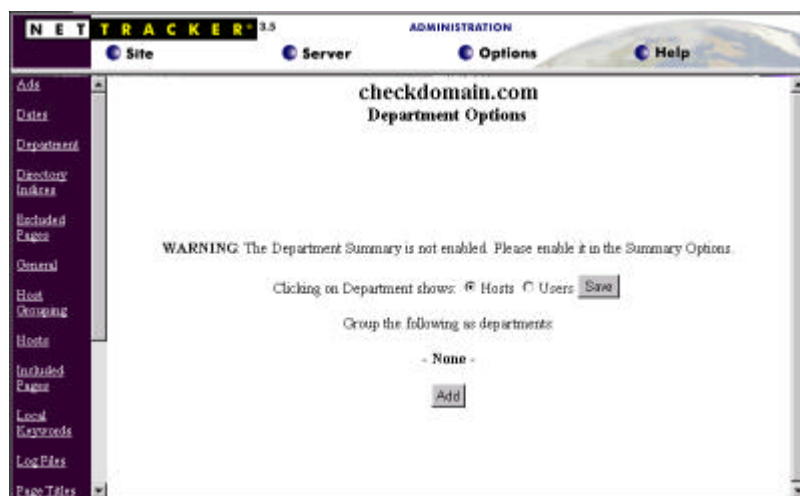 NET TRACKER® 3.5
ADMINISTRATION
Site Server Options Help
Ads
Dates
Department
Directory
Indices
Excluded
Pages
General
Host
Grouping
Hosts
Included
Pages
Local
Keywords
Log Files
Page Titles
checkdomain.com
Department Options
WARNING: The Department Summary is not enabled. Please enable it in the Summary Options.
Clicking on Department shows: Hosts Users Save
Group the following as departments:
- None -
Add